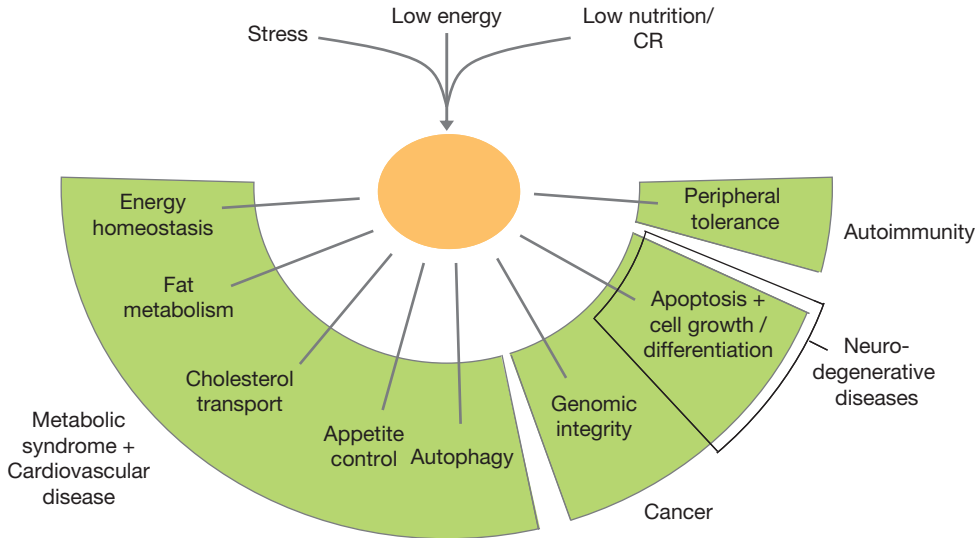 Stress
Low energy
Low nutrition/
CR
Energy
homeostasis
Fat
metabolism
Cholesterol
transport
Appetite
control
Autophagy
Genomic
integrity
Apoptosis +
cell growth /
differentiation
Peripheral
tolerance
Autoimmunity
Neuro-
degenerative
diseases
Cancer
Metabolic
syndrome +
Cardiovascular
disease